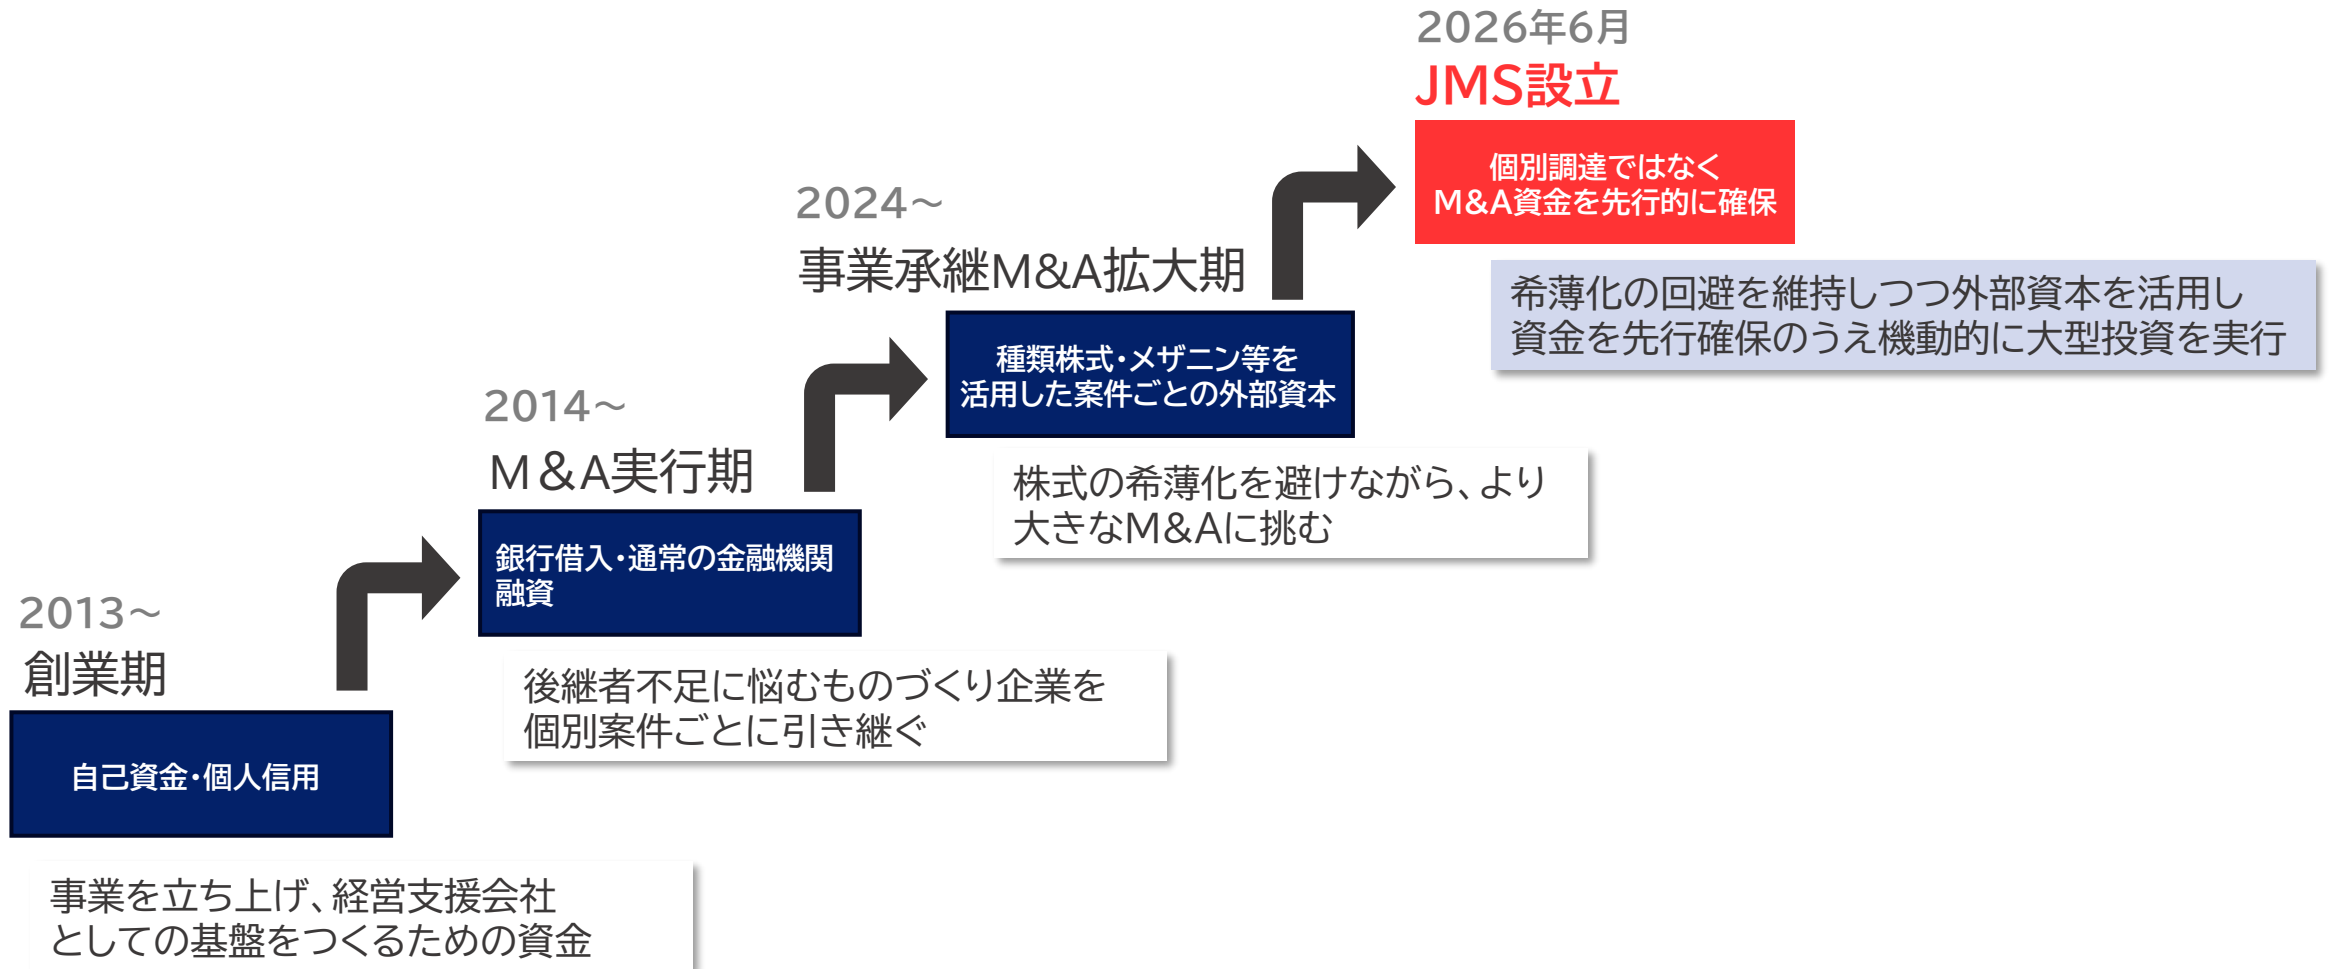 2026年6月
JMS設立
個別調達ではなく
M&A資金を先行的に確保
希薄化の回避を維持しつつ外部資本を活用し
資金を先行確保のうえ機動的に大型投資を実行
2024～
事業承継M&A拡大期
種類株式・メザニン等を
活用した案件ごとの外部資本
株式の希薄化を避けながら、より
大きなM&Aに挑む
2014～
M＆A実行期
銀行借入・通常の金融機関
融資
後継者不足に悩むものづくり企業を
個別案件ごとに引き継ぐ
2013～
創業期
自己資金・個人信用
事業を立ち上げ、経営支援会社
としての基盤をつくるための資金